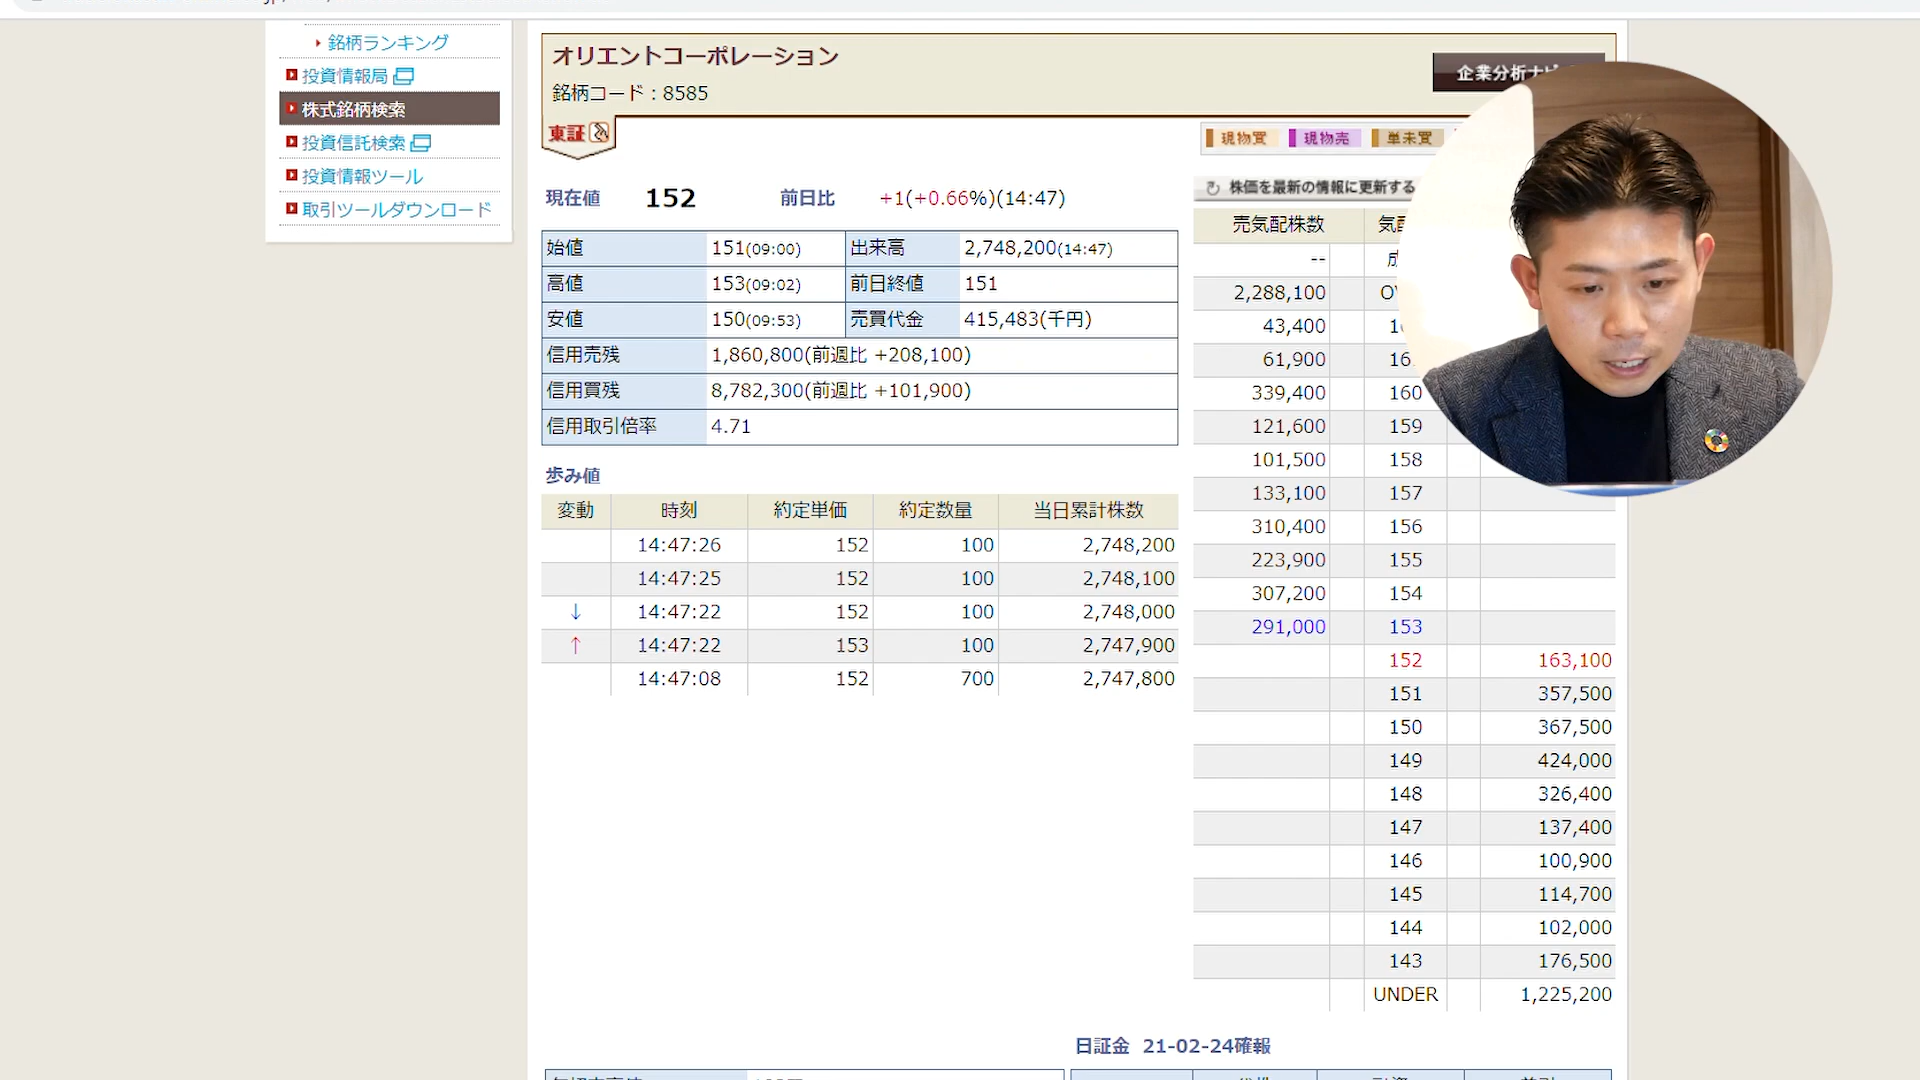 銘柄ランキング
投資情報局
株式銘柄検索
投資信託検索
投資情報ツール
取引ツールダウンロード
オリエントコーポレーション
銘柄コード：8585
企業分析ナビ
東証
現物買 現物売 単未買
現在値 152 前日比 +1(+0.66%)(14:47)
株価を最新の情報に更新する
始値 151(09:00) 出来高 2,748,200(14:47)
高値 153(09:02) 前日終値 151
安値 150(09:53) 売買代金 415,483(千円)
信用売残 1,860,800(前週比 +208,100)
信用買残 8,782,300(前週比 +101,900)
信用取引倍率 4.71
歩み値
変動 時刻 約定単価 約定数量 当日累計株数
14:47:26 152 100 2,748,200
14:47:25 152 100 2,748,100
↓ 14:47:22 152 100 2,748,000
↑ 14:47:22 153 100 2,747,900
14:47:08 152 700 2,747,800
売気配株数 気
--
2,288,100
43,400
61,900
339,400 160
121,600 159
101,500 158
133,100 157
310,400 156
223,900 155
307,200 154
291,000 153
152 163,100
151 357,500
150 367,500
149 424,000
148 326,400
147 137,400
146 100,900
145 114,700
144 102,000
143 176,500
UNDER 1,225,200
日証金 21-02-24確報